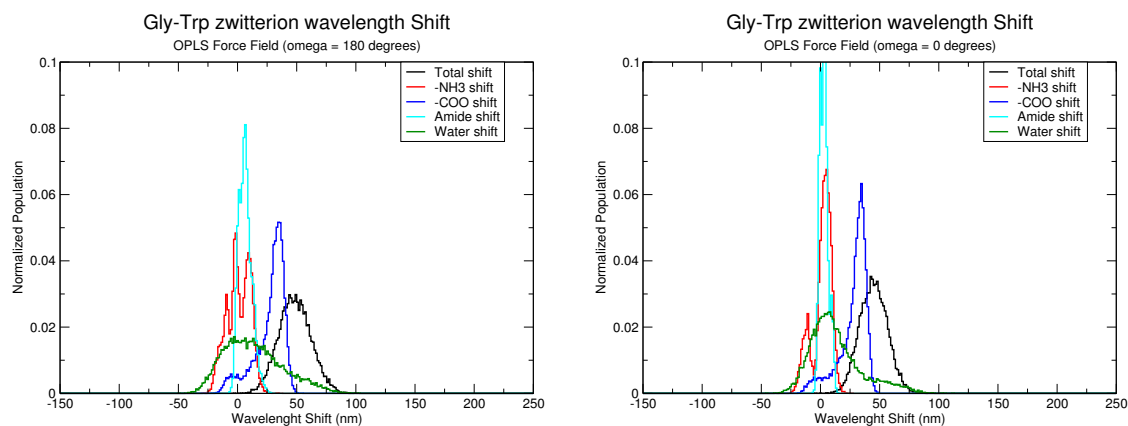 Gly-Trp zwitterion wavelength Shift
OPLS Force Field (omega = 180 degrees)
0.1
0.08
0.06
0.04
0.02
0
Normalized Population
Total shift
-NH3 shift
-COO shift
Amide shift
Water shift
-150 -100 -50 0 50 100 150 200 250
Wavelenght Shift (nm)
Gly-Trp zwitterion wavelength Shift
OPLS Force Field (omega = 0 degrees)
0.1
0.08
0.06
0.04
0.02
0
Normalized Population
Total shift
-NH3 shift
-COO shift
Amide shift
Water shift
-150 -100 -50 0 50 100 150 200 250
Wavelenght Shift (nm)